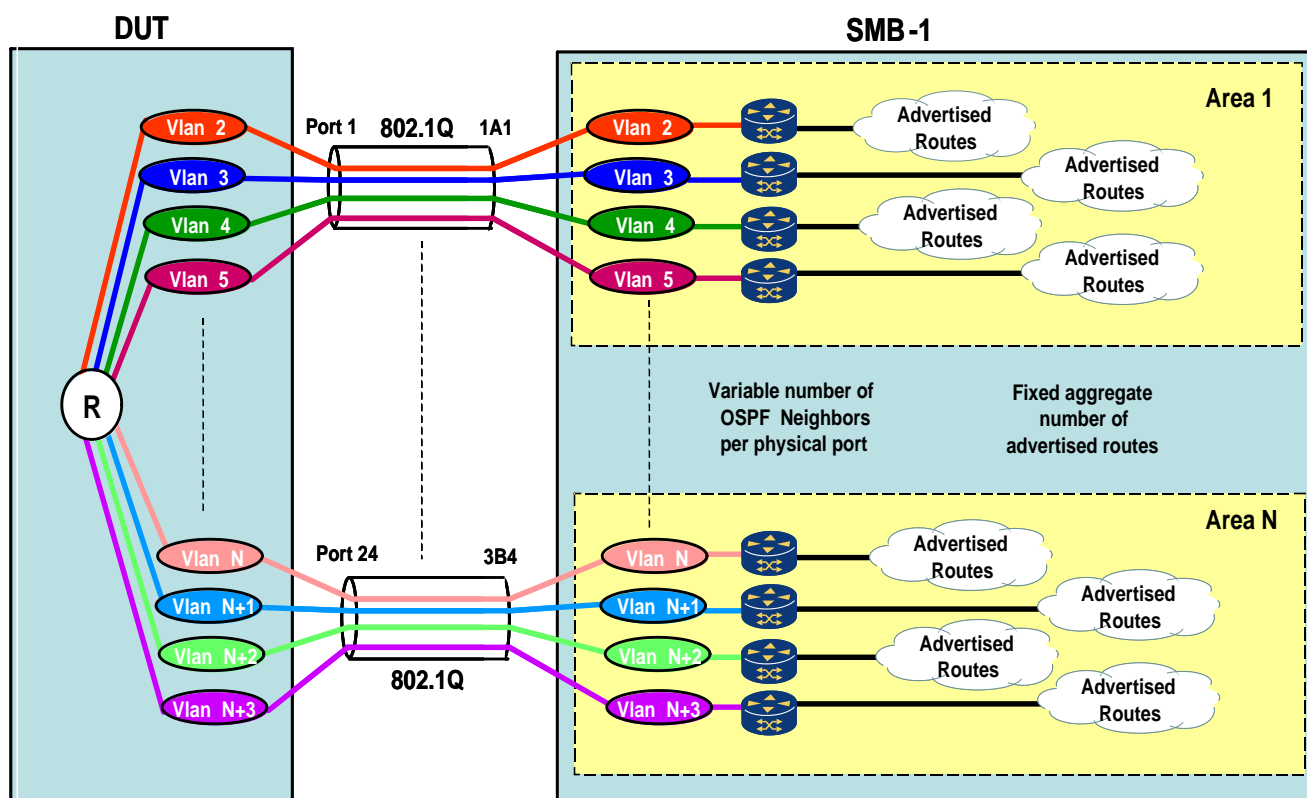 DUT
SMB-1
Vlan 2
Vlan 3
Vlan 4
Vlan 5
R
Vlan N
Vlan N+1
Vlan N+2
Vlan N+3
Port 1
802.1Q
1A1
Port 24
3B4
802.1Q
Area 1
Vlan 2
Advertised
Routes
Vlan 3
Advertised
Routes
Vlan 4
Advertised
Routes
Vlan 5
Advertised
Routes
Variable number of
OSPF Neighbors
per physical port
Fixed aggregate
number of
advertised routes
Area N
Vlan N
Advertised
Routes
Vlan N+1
Advertised
Routes
Vlan N+2
Advertised
Routes
Vlan N+3
Advertised
Routes